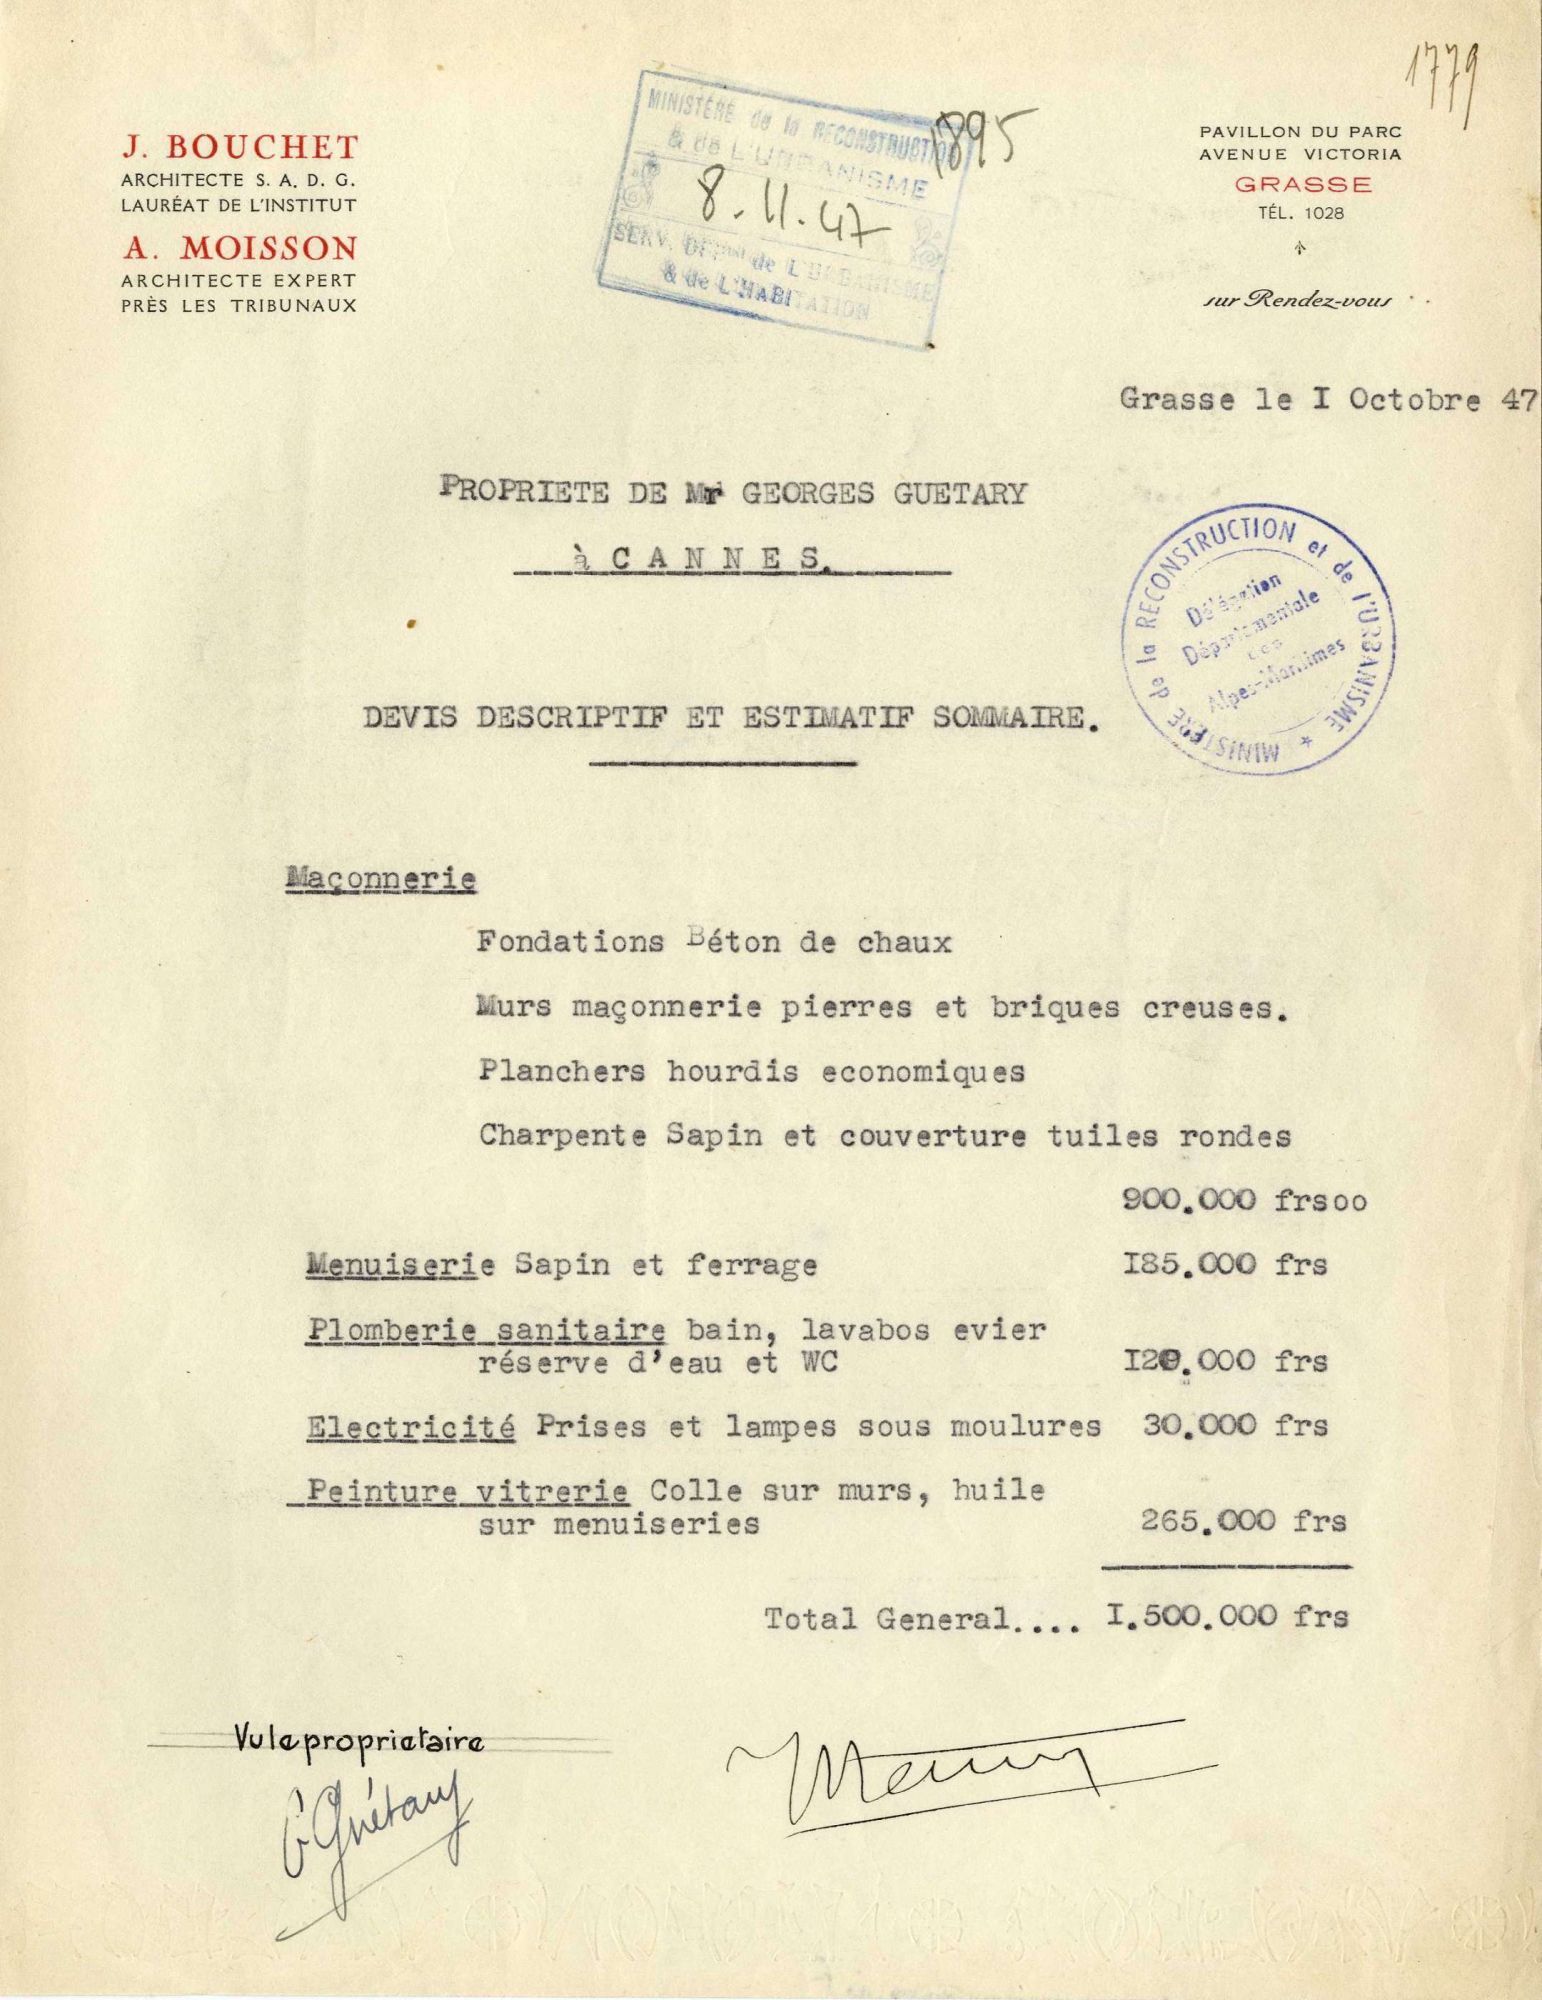 1779
J. BOUCHET
ARCHITECTE S. A. D. G.
LAURÉAT DE L'INSTITUT
A. MOISSON
ARCHITECTE EXPERT
PRÈS LES TRIBUNAUX
MINISTÈRE de la RECONSTRUCTION
& de L'URBANISME
1895
8.11.47
SERV. DÉPtal de L'URBANISME
& de L'HABITATION
PAVILLON DU PARC
AVENUE VICTORIA
GRASSE
TÉL. 1028
sur Rendez-vous
Grasse le I Octobre 47
PROPRIETE DE Mr GEORGES GUETARY
à CANNES.
MINISTÈRE de la RECONSTRUCTION et de l'URBANISME
Délégation
Départementale
des
Alpes-Maritimes
DEVIS DESCRIPTIF ET ESTIMATIF SOMMAIRE.
Maçonnerie
Fondations Béton de chaux
Murs maçonnerie pierres et briques creuses.
Planchers hourdis economiques
Charpente Sapin et couverture tuiles rondes
900.000 frsoo
Menuiserie Sapin et ferrage I85.000 frs
Plomberie sanitaire bain, lavabos evier
réserve d'eau et WC I20.000 frs
Electricité Prises et lampes sous moulures 30.000 frs
Peinture vitrerie Colle sur murs, huile
sur menuiseries 265.000 frs
Total General.... I.500.000 frs
Vu le proprietaire
G Guétary